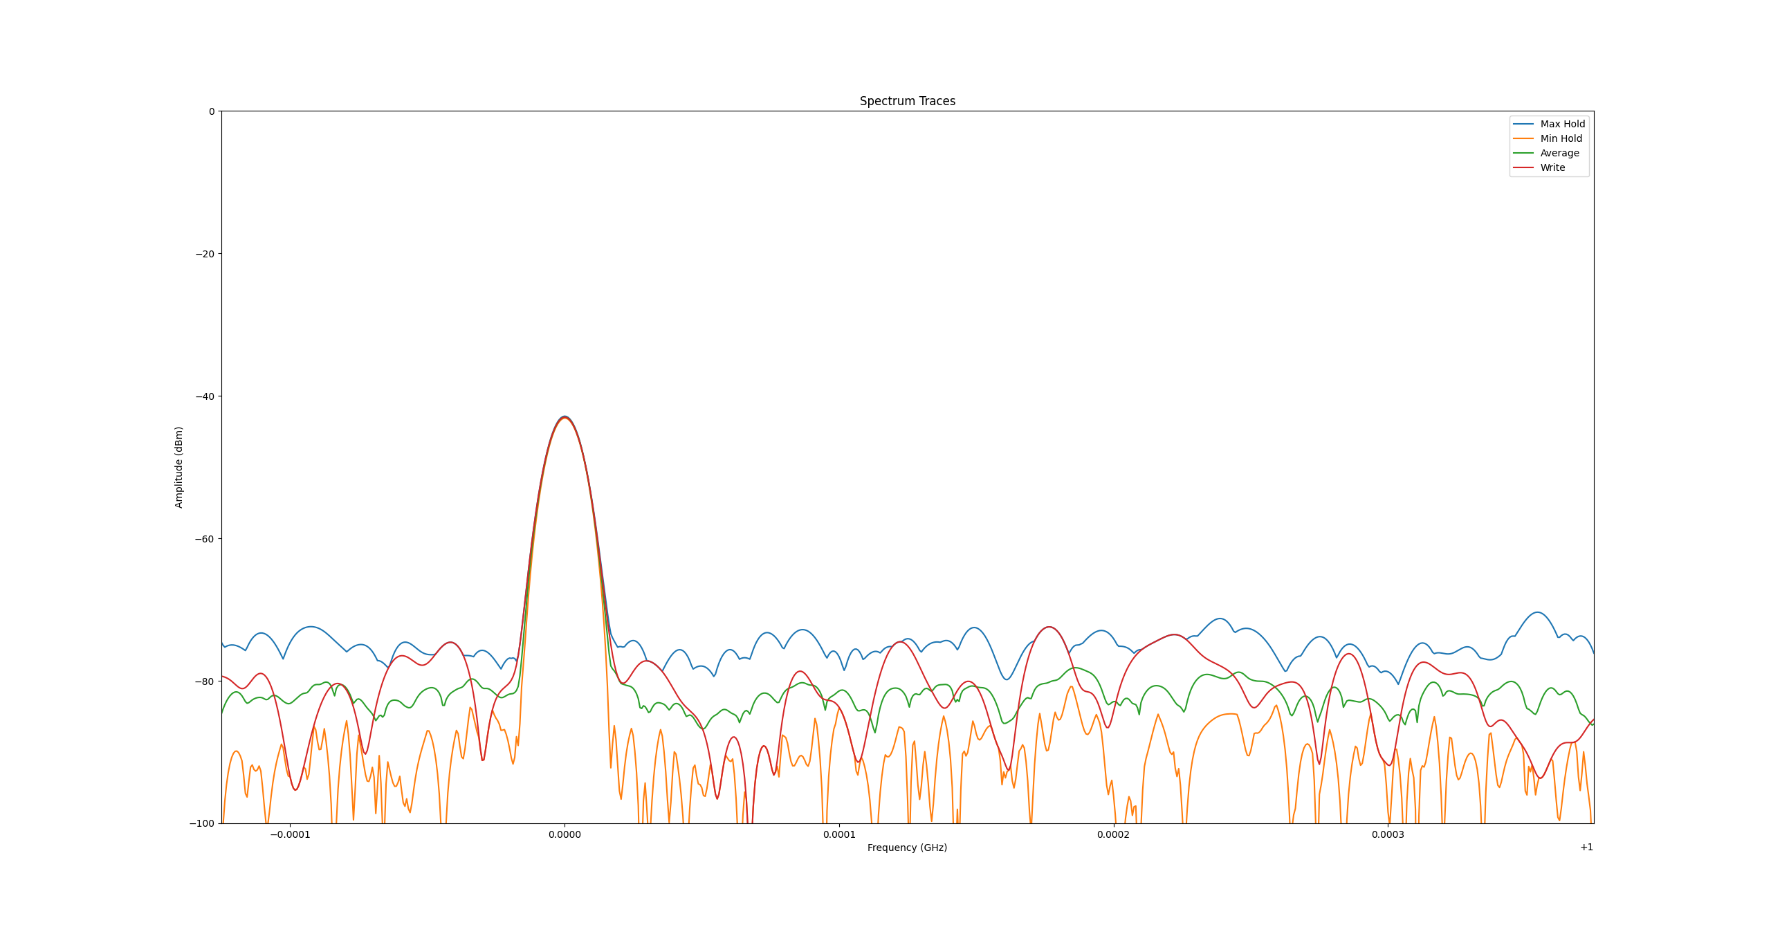 Spectrum Traces
0
Max Hold
Min Hold
Average
Write
−20
−40
−60
−80
−100
Amplitude (dBm)
−0.0001 0.0000 0.0001 0.0002 0.0003
Frequency (GHz)
+1